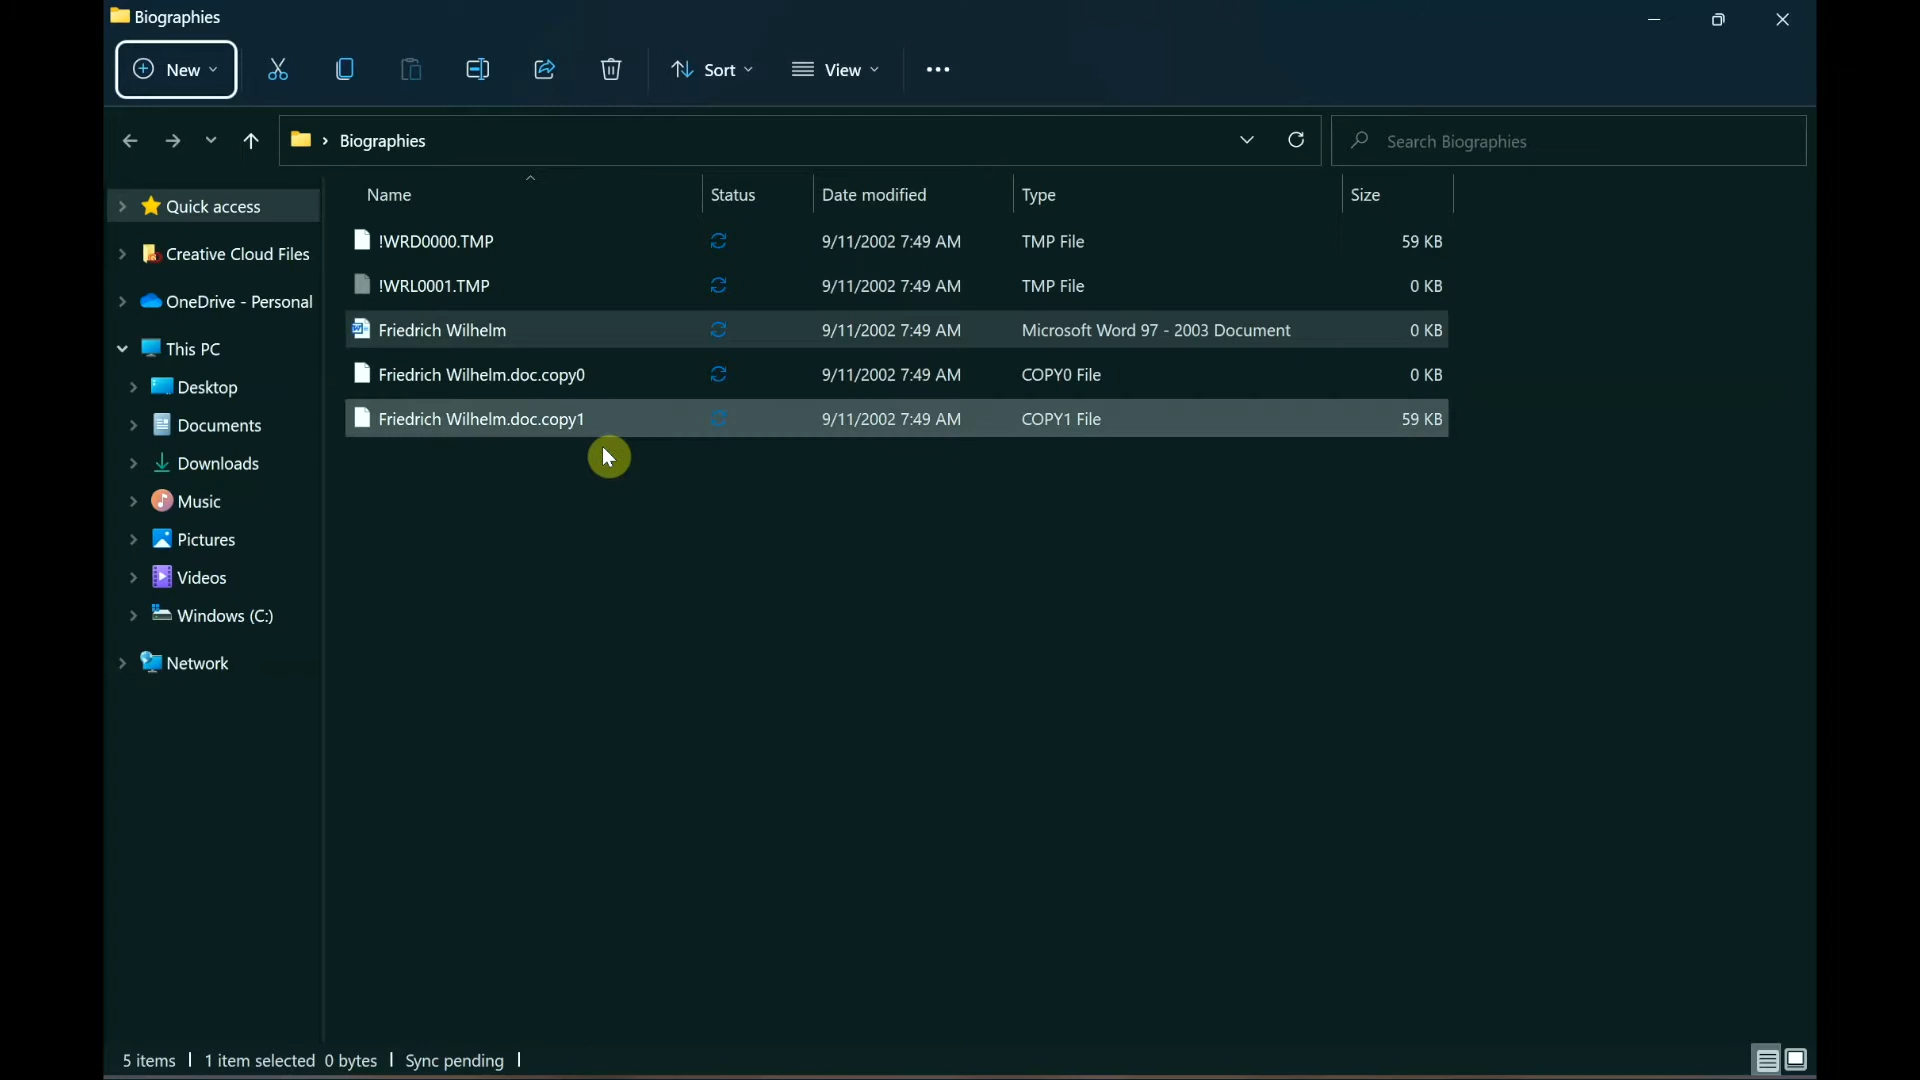 Biographies
New
Sort
View
Biographies
Search Biographies
Name Status Date modified Type Size
!WRD0000.TMP 9/11/2002 7:49 AM TMP File 59 KB
!WRL0001.TMP 9/11/2002 7:49 AM TMP File 0 KB
Friedrich Wilhelm 9/11/2002 7:49 AM Microsoft Word 97 - 2003 Document 0 KB
Friedrich Wilhelm.doc.copy0 9/11/2002 7:49 AM COPY0 File 0 KB
Friedrich Wilhelm.doc.copy1 9/11/2002 7:49 AM COPY1 File 59 KB
Quick access
Creative Cloud Files
OneDrive - Personal
This PC
Desktop
Documents
Downloads
Music
Pictures
Videos
Windows (C:)
Network
5 items | 1 item selected 0 bytes | Sync pending |